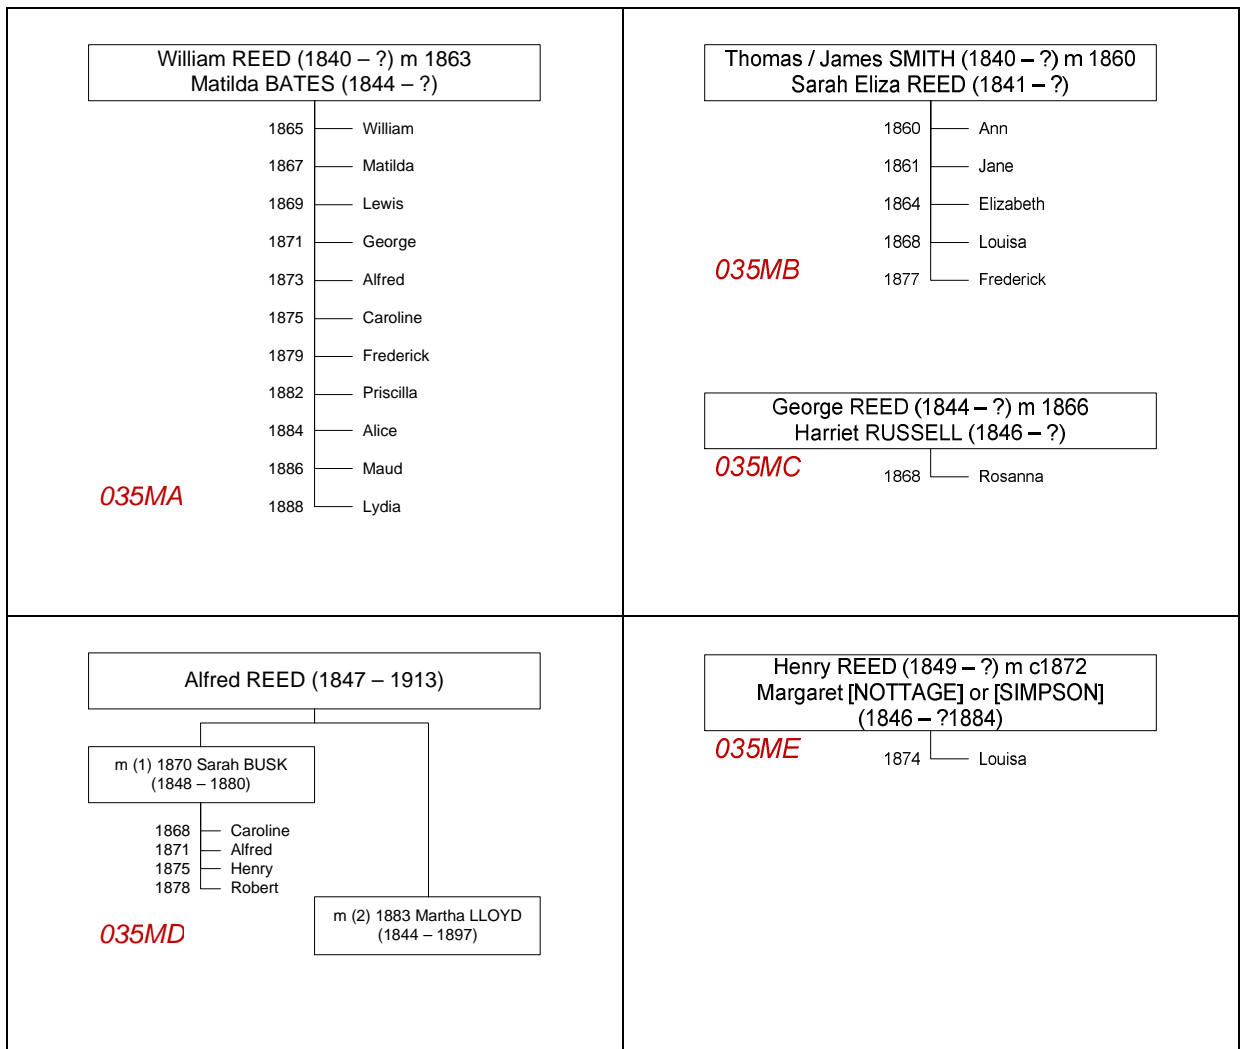 William REED (1840 – ?) m 1863
Matilda BATES (1844 – ?)
1865 William
1867 Matilda
1869 Lewis
1871 George
1873 Alfred
1875 Caroline
1879 Frederick
1882 Priscilla
1884 Alice
1886 Maud
1888 Lydia
035MA
Thomas / James SMITH (1840 – ?) m 1860
Sarah Eliza REED (1841 – ?)
1860 Ann
1861 Jane
1864 Elizabeth
1868 Louisa
1877 Frederick
035MB
George REED (1844 – ?) m 1866
Harriet RUSSELL (1846 – ?)
1868 Rosanna
035MC
Alfred REED (1847 – 1913)
m (1) 1870 Sarah BUSK
(1848 – 1880)
1868 Caroline
1871 Alfred
1875 Henry
1878 Robert
m (2) 1883 Martha LLOYD
(1844 – 1897)
035MD
Henry REED (1849 – ?) m c1872
Margaret [NOTTAGE] or [SIMPSON]
(1846 – ?1884)
1874 Louisa
035ME